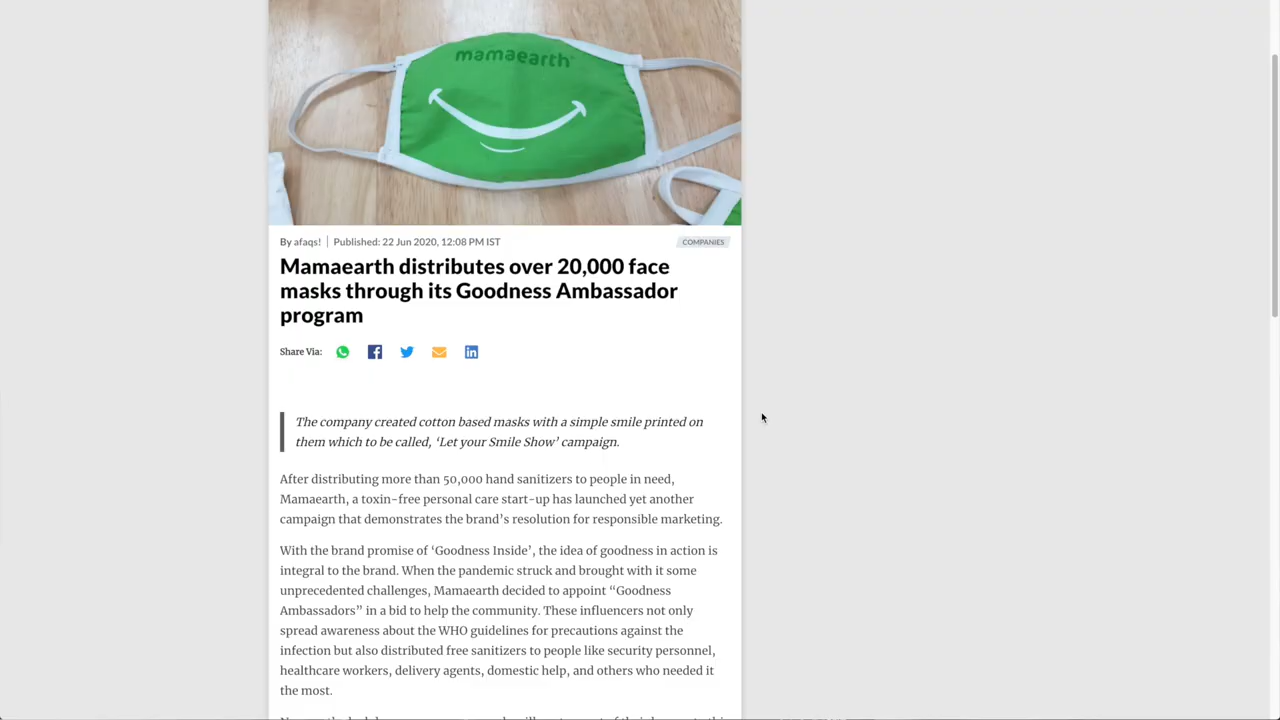 mamaearth
By afaqs! | Published: 22 Jun 2020, 12:08 PM IST
COMPANIES
Mamaearth distributes over 20,000 face
masks through its Goodness Ambassador
program
Share Via:
The company created cotton based masks with a simple smile printed on
them which to be called, ‘Let your Smile Show’ campaign.
After distributing more than 50,000 hand sanitizers to people in need,
Mamaearth, a toxin-free personal care start-up has launched yet another
campaign that demonstrates the brand’s resolution for responsible marketing.
With the brand promise of ‘Goodness Inside’, the idea of goodness in action is
integral to the brand. When the pandemic struck and brought with it some
unprecedented challenges, Mamaearth decided to appoint “Goodness
Ambassadors” in a bid to help the community. These influencers not only
spread awareness about the WHO guidelines for precautions against the
infection but also distributed free sanitizers to people like security personnel,
healthcare workers, delivery agents, domestic help, and others who needed it
the most.